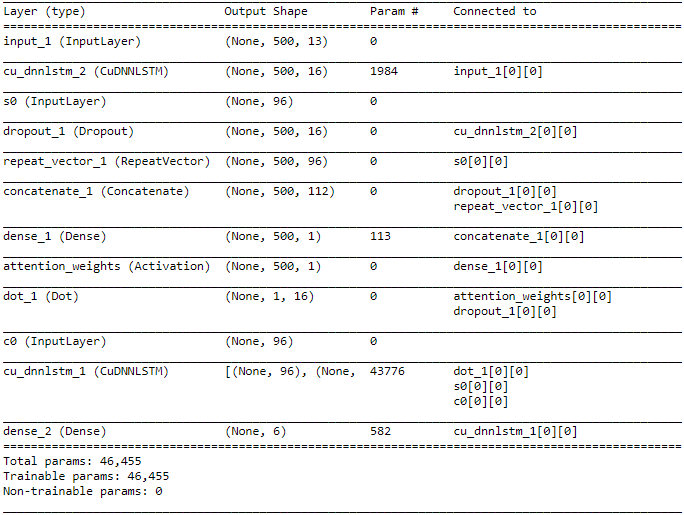 Layer (type) Output Shape Param # Connected to
input_1 (InputLayer) (None, 500, 13) 0
cu_dnnlstm_2 (CuDNNLSTM) (None, 500, 16) 1984 input_1[0][0]
s0 (InputLayer) (None, 96) 0
dropout_1 (Dropout) (None, 500, 16) 0 cu_dnnlstm_2[0][0]
repeat_vector_1 (RepeatVector) (None, 500, 96) 0 s0[0][0]
concatenate_1 (Concatenate) (None, 500, 112) 0 dropout_1[0][0]
repeat_vector_1[0][0]
dense_1 (Dense) (None, 500, 1) 113 concatenate_1[0][0]
attention_weights (Activation) (None, 500, 1) 0 dense_1[0][0]
dot_1 (Dot) (None, 1, 16) 0 attention_weights[0][0]
dropout_1[0][0]
c0 (InputLayer) (None, 96) 0
cu_dnnlstm_1 (CuDNNLSTM) [(None, 96), (None, 43776 dot_1[0][0]
s0[0][0]
c0[0][0]
dense_2 (Dense) (None, 6) 582 cu_dnnlstm_1[0][0]
Total params: 46,455
Trainable params: 46,455
Non-trainable params: 0